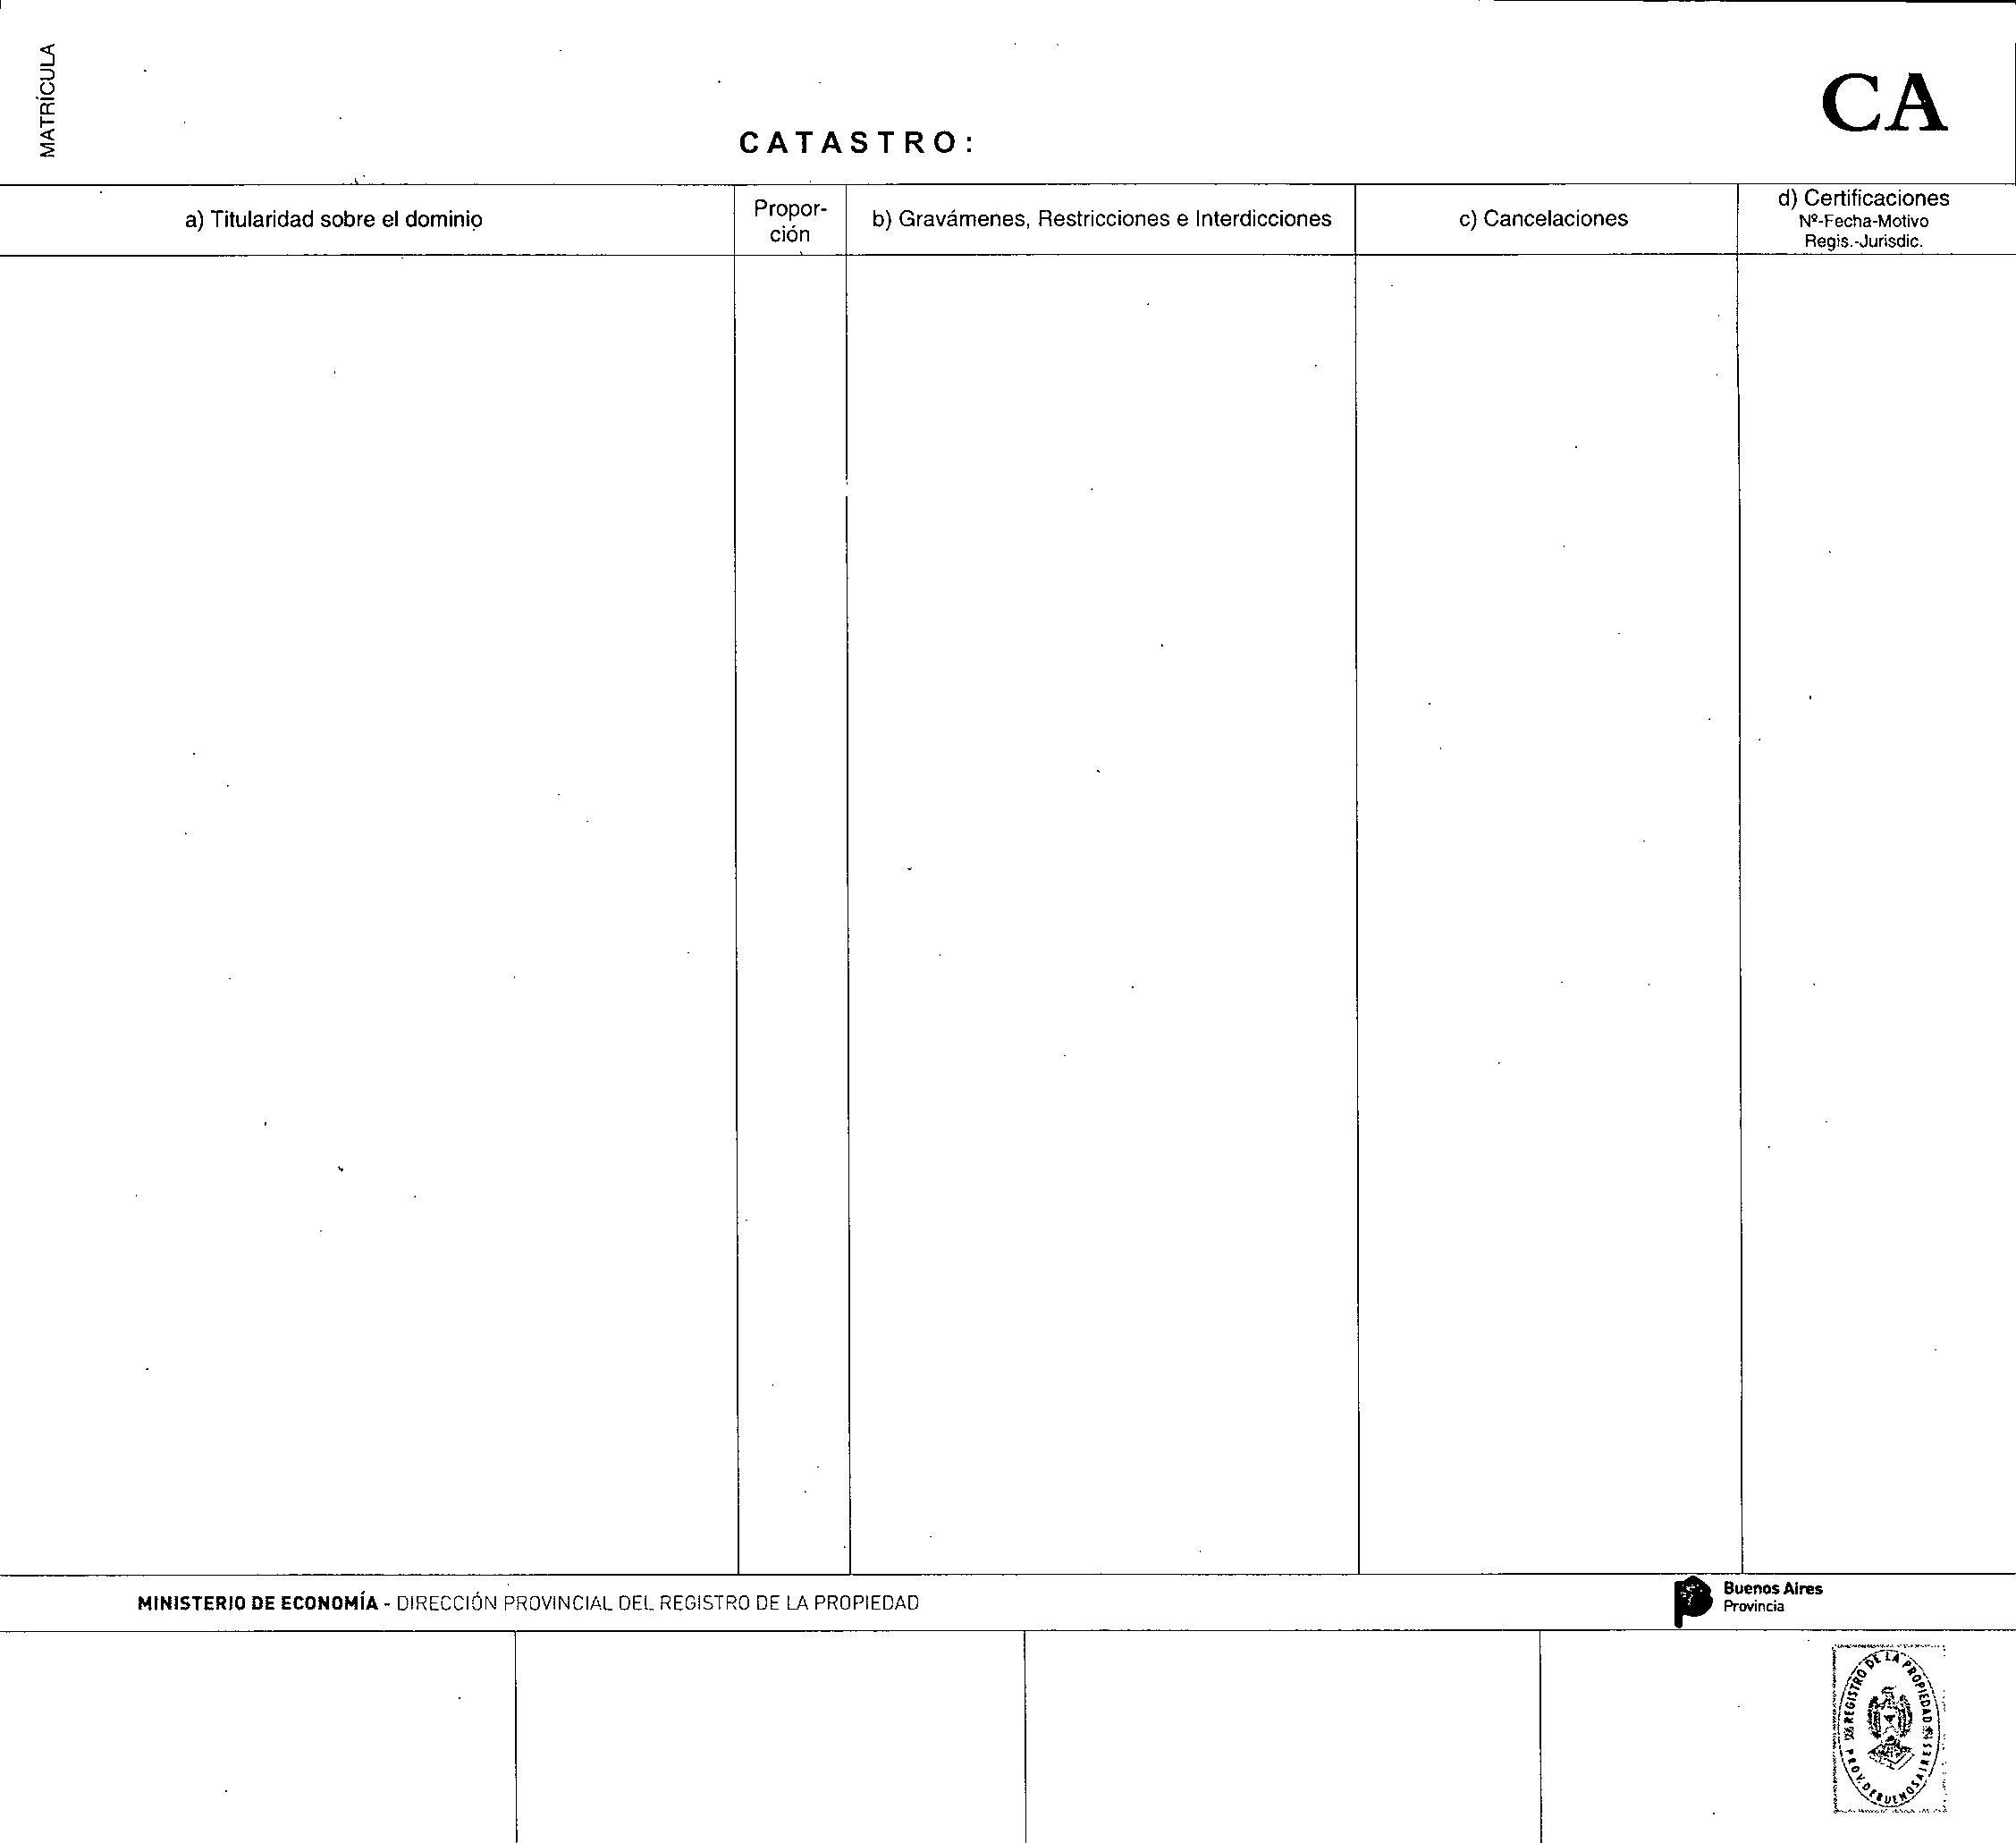 MATRÍCULA
CA
CATASTRO:
a) Titularidad sobre el dominio
Propor-
ción
b) Gravámenes, Restricciones e Interdicciones
c) Cancelaciones
d) Certificaciones
Nº-Fecha-Motivo
Regis.-Jurisdic.
MINISTERIO DE ECONOMÍA - DIRECCIÓN PROVINCIAL DEL REGISTRO DE LA PROPIEDAD
Buenos Aires
Provincia
REGISTRO DE LA PROPIEDAD
PROV. DE BUENOS AIRES